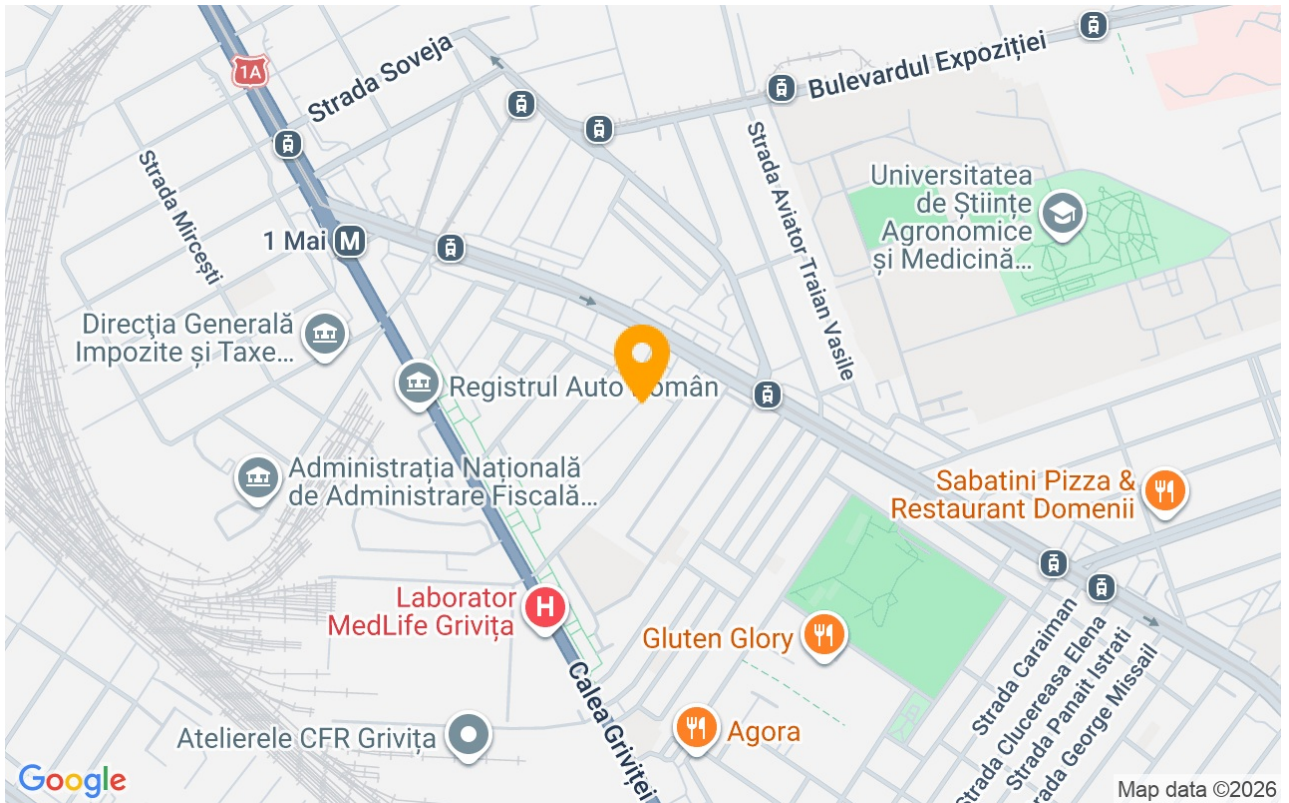 1A
Strada Soveja
Bulevardul Expoziției
Strada Mircești
Strada Aviator Traian Vasile
Universitatea
de Științe
Agronomice
și Medicină...
1 Mai M
Direcţia Generală
Impozite și Taxe...
Registrul Auto Român
Administrația Națională
de Administrare Fiscală...
Sabatini Pizza &
Restaurant Domenii
Laborator
MedLife Grivița
H
Gluten Glory
Calea Griviței
Agora
Atelierele CFR Grivița
Strada Caraiman
Strada Clucereasa Elena
Strada Panait Istrati
rada George Missail
Google
Map data ©2026